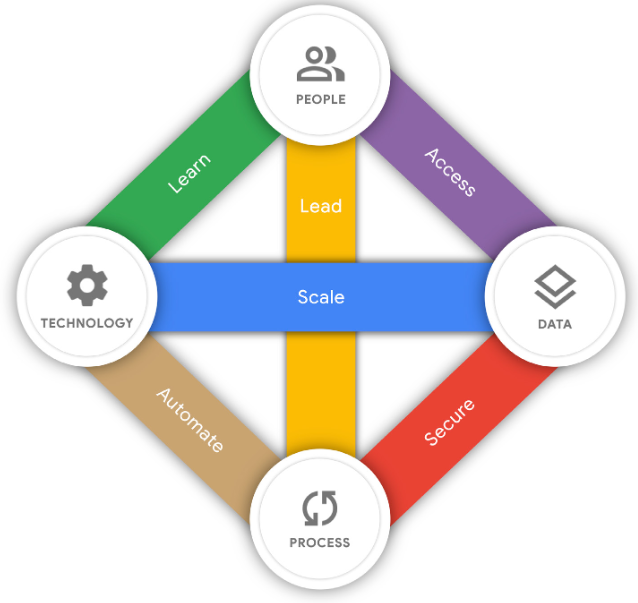 PEOPLE
Learn
Access
Lead
Scale
TECHNOLOGY
DATA
Automate
Secure
PROCESS